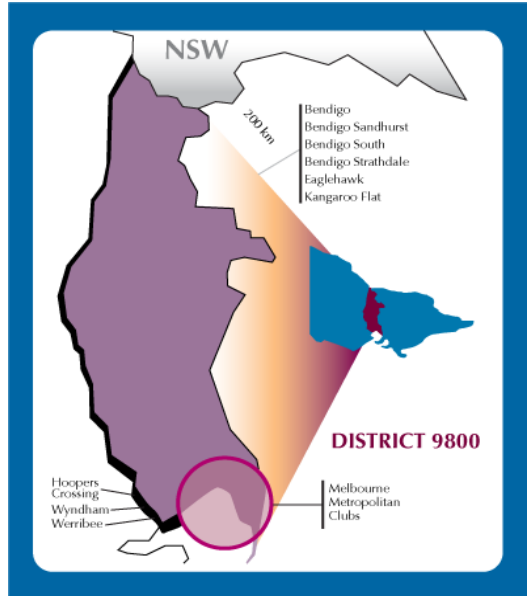 NSW
200 km
Bendigo
Bendigo Sandhurst
Bendigo South
Bendigo Strathdale
Eaglehawk
Kangaroo Flat
DISTRICT 9800
Hoopers
Crossing
Wyndham
Werribee
Melbourne
Metropolitan
Clubs